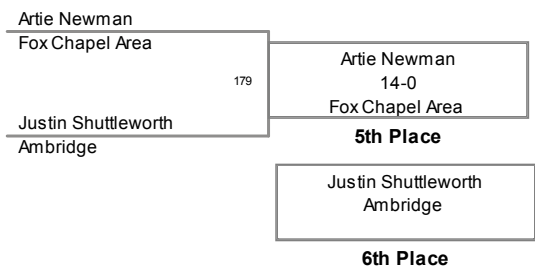 Artie Newman
Fox Chapel Area
179
Justin Shuttleworth
Ambridge
Artie Newman
14-0
Fox Chapel Area
5th Place
Justin Shuttleworth
Ambridge
6th Place